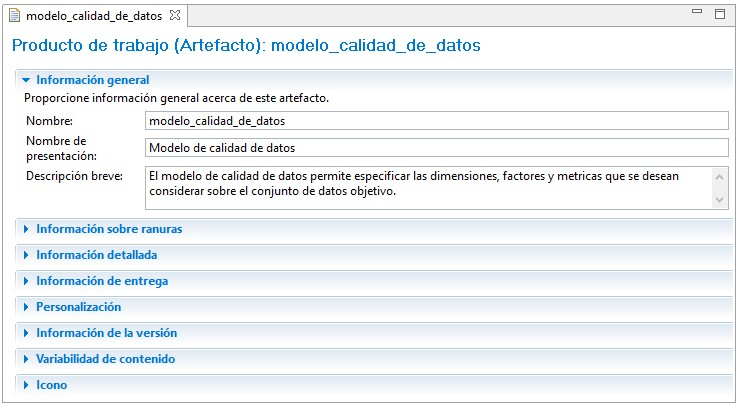 modelo_calidad_de_datos
Producto de trabajo (Artefacto): modelo_calidad_de_datos
Información general
Proporcione información general acerca de este artefacto.
Nombre: modelo_calidad_de_datos
Nombre de presentación: Modelo de calidad de datos
Descripción breve: El modelo de calidad de datos permite especificar las dimensiones, factores y metricas que se desean
considerar sobre el conjunto de datos objetivo.
Información sobre ranuras
Información detallada
Información de entrega
Personalización
Información de la versión
Variabilidad de contenido
Icono